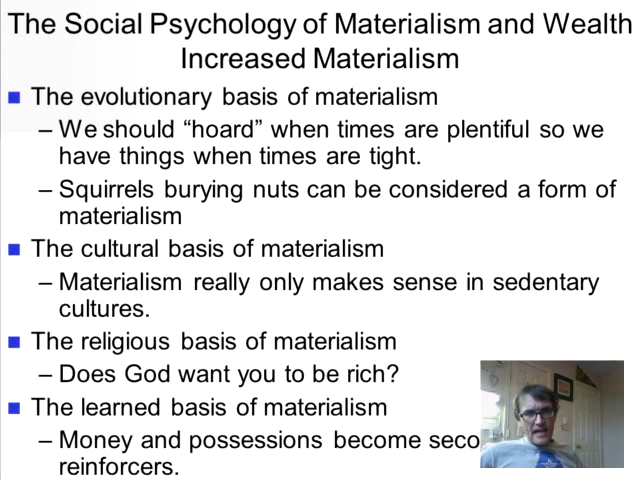 The Social Psychology of Materialism and Wealth
Increased Materialism
The evolutionary basis of materialism
– We should “hoard” when times are plentiful so we
have things when times are tight.
– Squirrels burying nuts can be considered a form of
materialism
The cultural basis of materialism
– Materialism really only makes sense in sedentary
cultures.
The religious basis of materialism
– Does God want you to be rich?
The learned basis of materialism
– Money and possessions become
reinforcers.